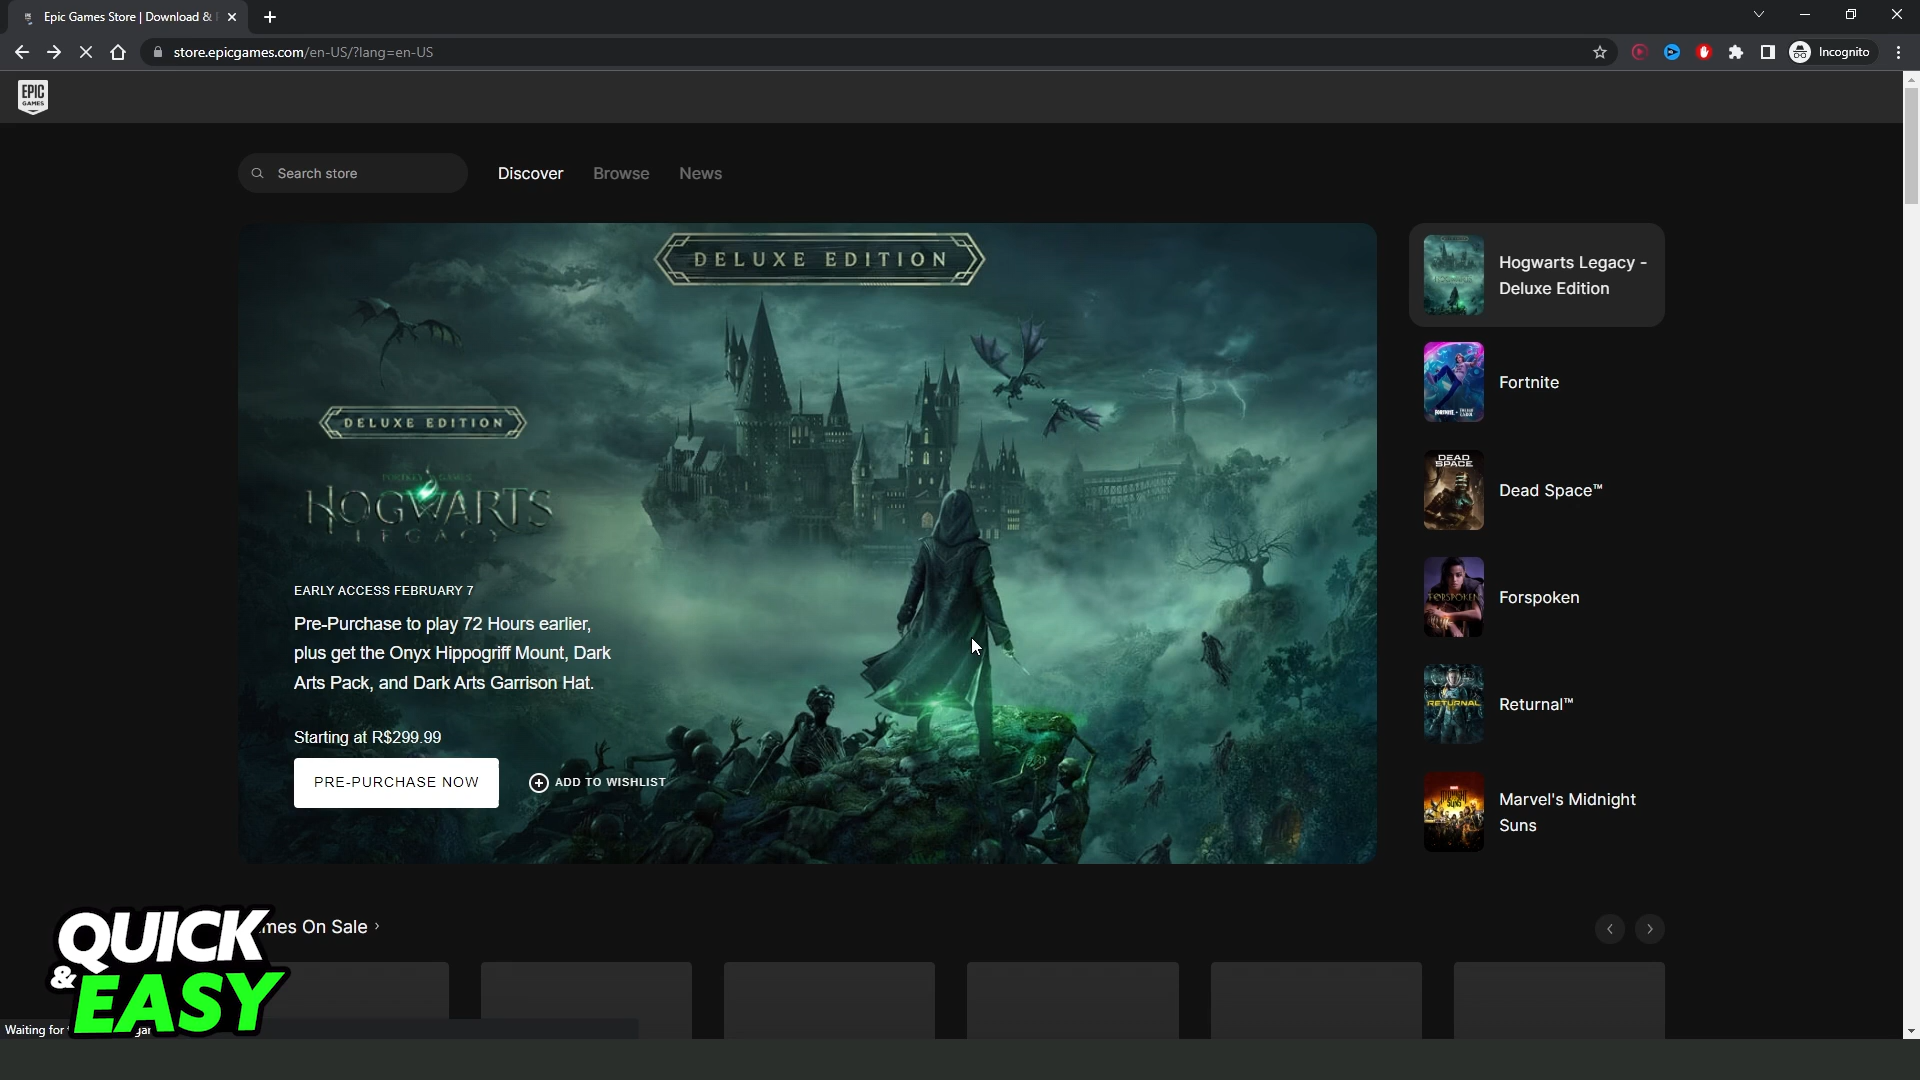 Epic Games Store | Download &
store.epicgames.com/en-US/?lang=en-US
Incognito
EPIC
GAMES
Search store
Discover
Browse
News
DELUXE EDITION
DELUXE EDITION
HOGWARTS
LEGACY
EARLY ACCESS FEBRUARY 7
Pre-Purchase to play 72 Hours earlier,
plus get the Onyx Hippogriff Mount, Dark
Arts Pack, and Dark Arts Garrison Hat.
Starting at R$299.99
PRE-PURCHASE NOW
ADD TO WISHLIST
Hogwarts Legacy -
Deluxe Edition
Fortnite
DEAD
SPACE
Dead Space™
FORSPOKEN
Forspoken
RETURNAL
Returnal™
MIDNIGHT
SUNS
Marvel's Midnight
Suns
mes On Sale
QUICK
& EASY
Waiting for